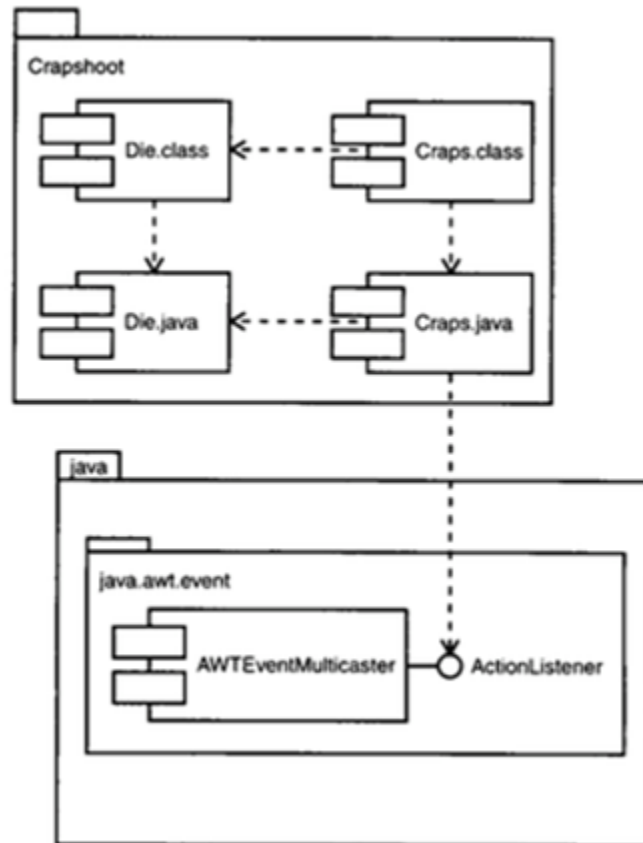 Crapshoot
Die.class
Craps.class
Die.java
Craps.java
java
java.awt.event
AWTEventMulticaster
ActionListener